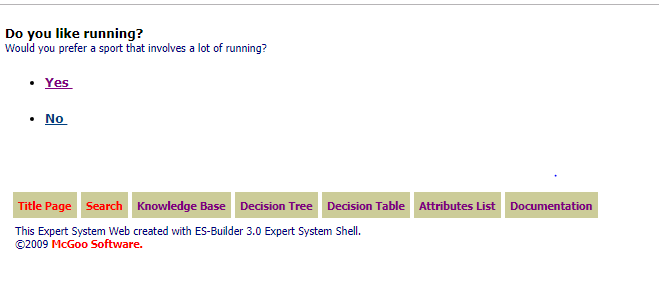 Do you like running?
Would you prefer a sport that involves a lot of running?
Yes
No
Title Page Search Knowledge Base Decision Tree Decision Table Attributes List Documentation
This Expert System Web created with ES-Builder 3.0 Expert System Shell.
©2009 McGoo Software.